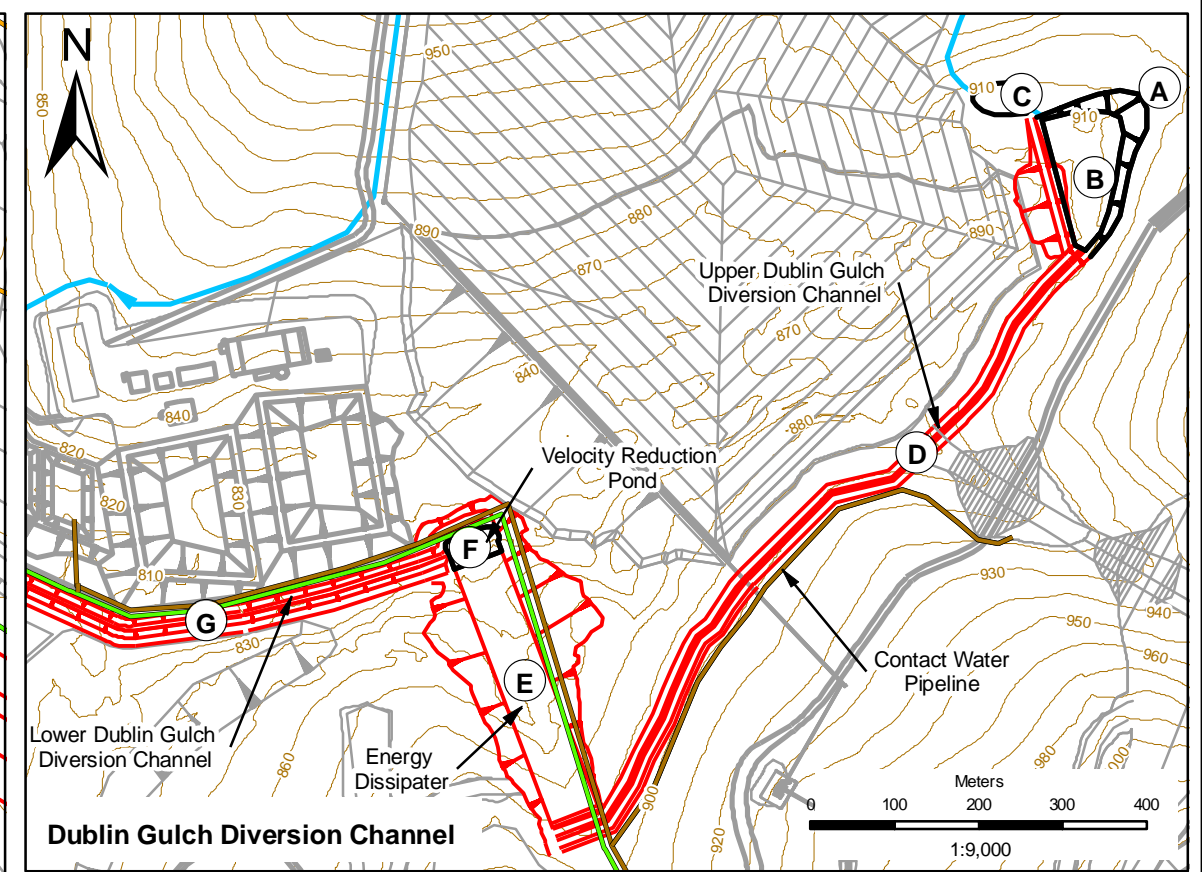 N
950
850
910
C
A
910
B
890
880
890
870
Upper Dublin Gulch
Diversion Channel
870
840
840
880
820
Velocity Reduction
Pond
D
820
830
F
930
810
940
G
950
830
960
Contact Water
Pipeline
E
Lower Dublin Gulch
Diversion Channel
860
Energy
Dissipater
980
900
Meters
0 100 200 300 400
920
Dublin Gulch Diversion Channel
1:9,000